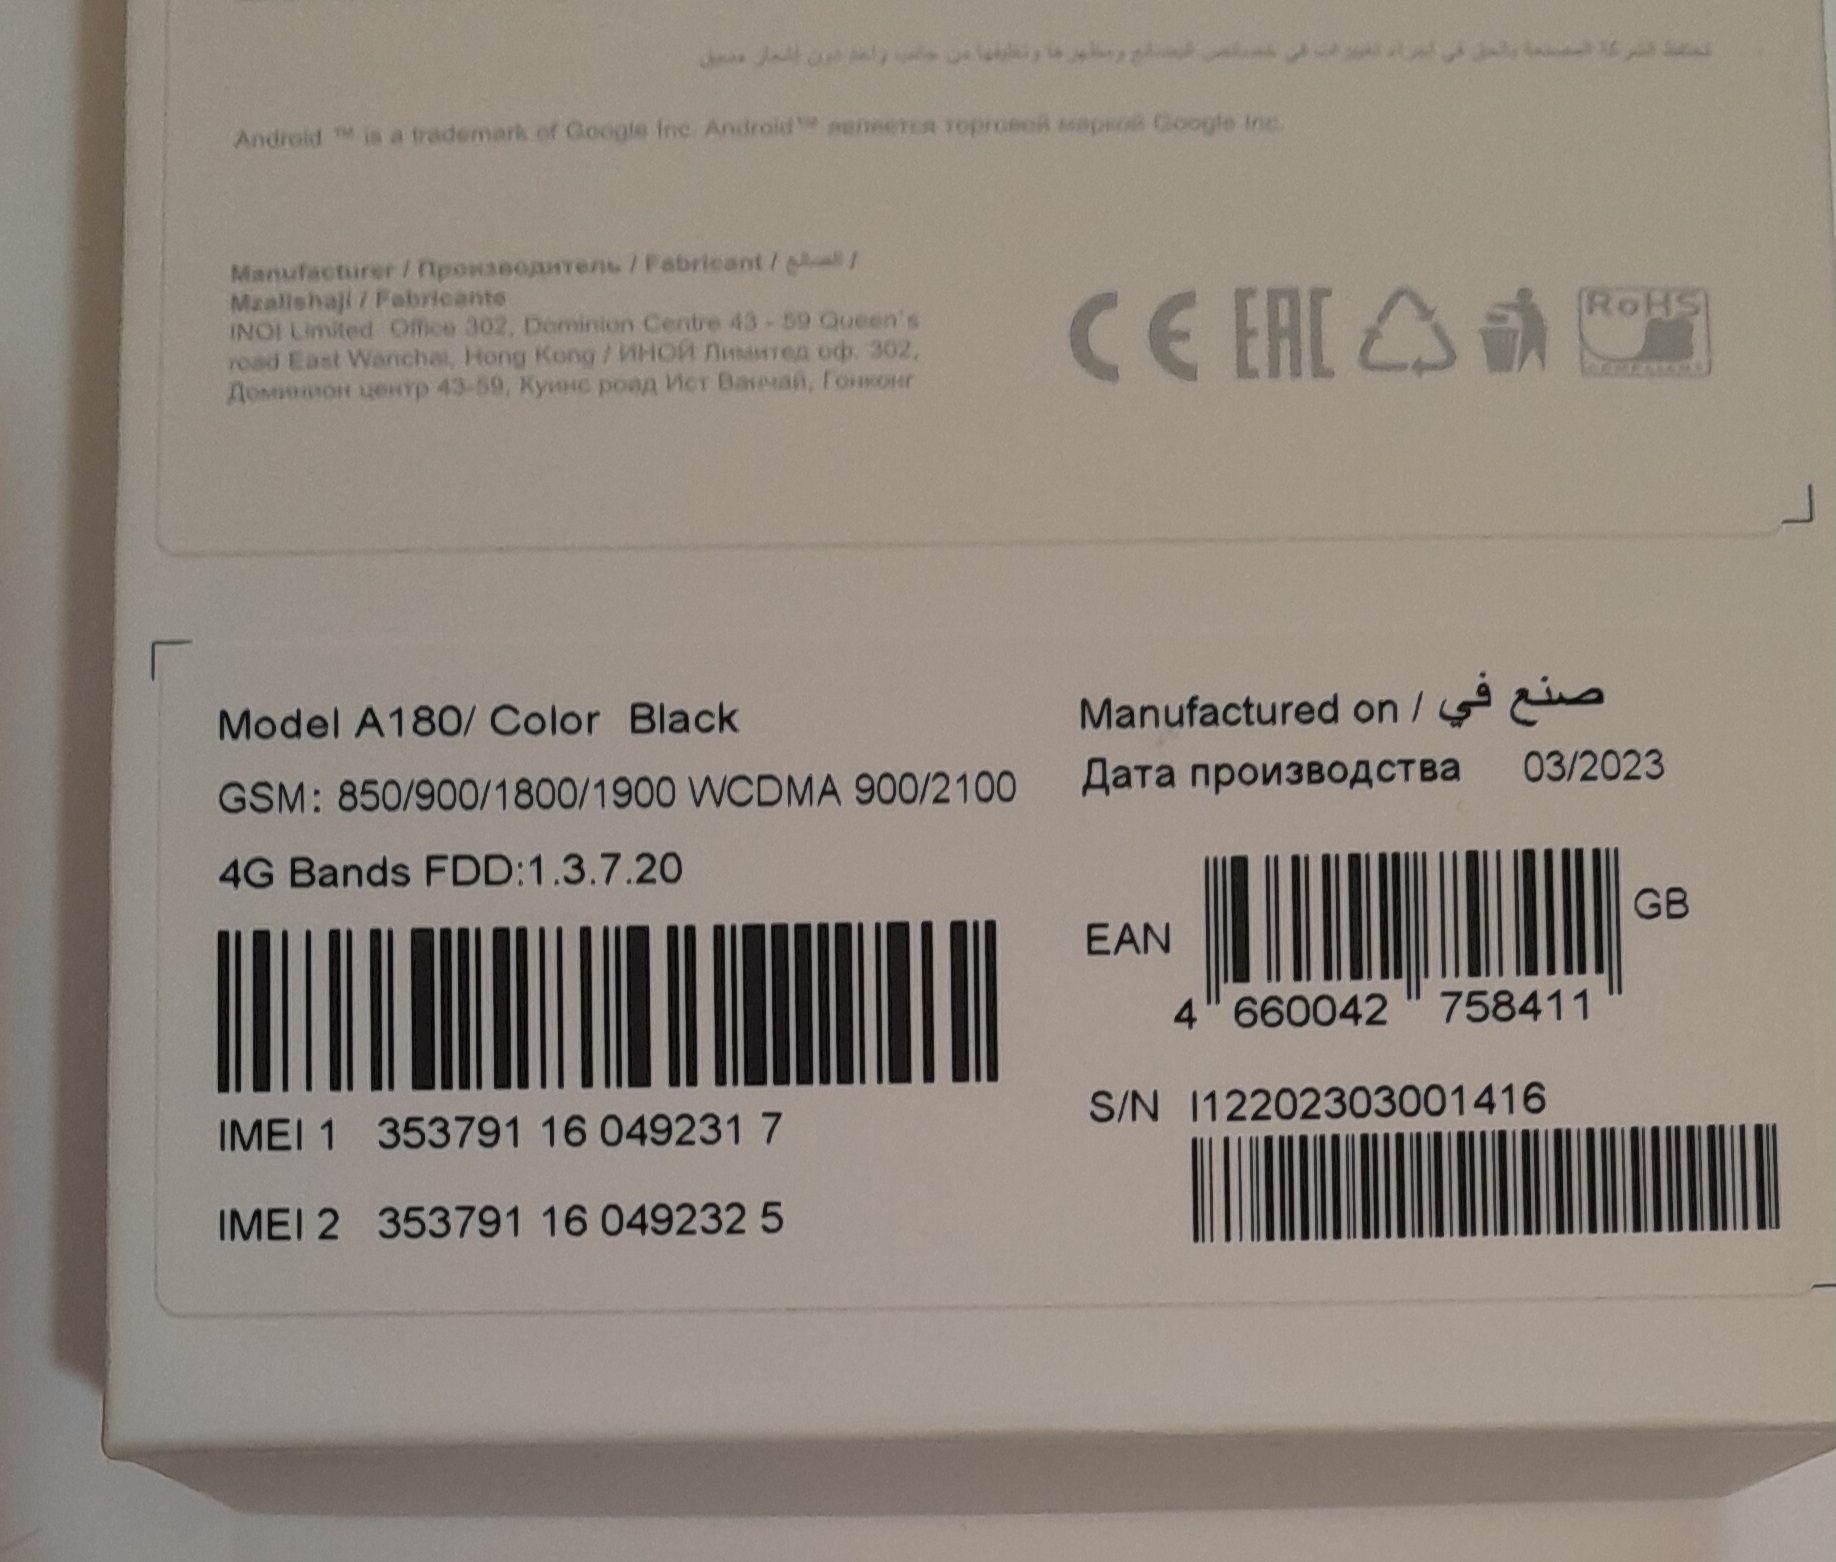 Android ™ is a trademark of Google Inc. Android™ является торговой маркой Google Inc.
Manufacturer / Производитель / Fabricant / الصانع /
Mzalishaji / Fabricante
INOI Limited Office 302, Dominion Centre 43 - 59 Queen's
road East Wanchai, Hong Kong / ИНОЙ Лимитед оф. 302,
Доминион центр 43-59, Куинс роад Ист Ванчай, Гонконг
CE EAC RoHS
COMPLIANT
Model A180/ Color Black
GSM: 850/900/1800/1900 WCDMA 900/2100
4G Bands FDD:1.3.7.20
IMEI 1 353791 16 049231 7
IMEI 2 353791 16 049232 5
Manufactured on / صنع في
Дата производства 03/2023
EAN
GB
4 660042 758411
S/N I12202303001416